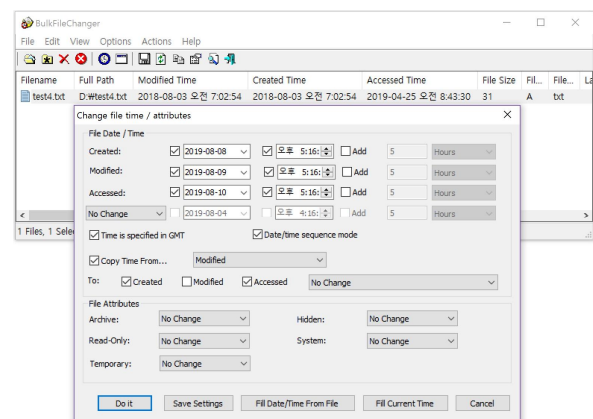 BulkFileChanger
File Edit View Options Actions Help
Filename Full Path Modified Time Created Time Accessed Time File Size Fil... File... La
test4.txt D:₩test4.txt 2018-08-03 오전 7:02:54 2018-08-03 오전 7:02:54 2019-04-25 오전 8:43:30 31 A txt
Change file time / attributes
File Date / Time
Created: 2019-08-08 오후 5:16: Add 5 Hours
Modified: 2019-08-09 오후 5:16: Add 5 Hours
Accessed: 2019-08-10 오후 5:16: Add 5 Hours
No Change 2019-08-04 오후 4:16: Add 5 Hours
1 Files, 1 Sele
Time is specified in GMT Date/time sequence mode
Copy Time From... Modified
To: Created Modified Accessed No Change
File Attributes
Archive: No Change Hidden: No Change
Read-Only: No Change System: No Change
Temporary: No Change
Do it Save Settings Fill Date/Time From File Fill Current Time Cancel